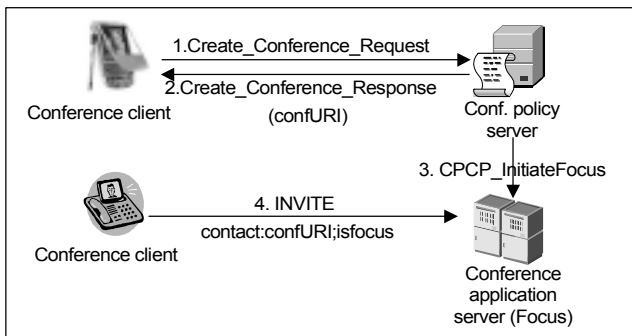 1.Create_Conference_Request
2.Create_Conference_Response
(confURI)
Conference client
Conf. policy
server
3. CPCP_InitiateFocus
4. INVITE
contact:confURI;isfocus
Conference client
Conference
application
server (Focus)